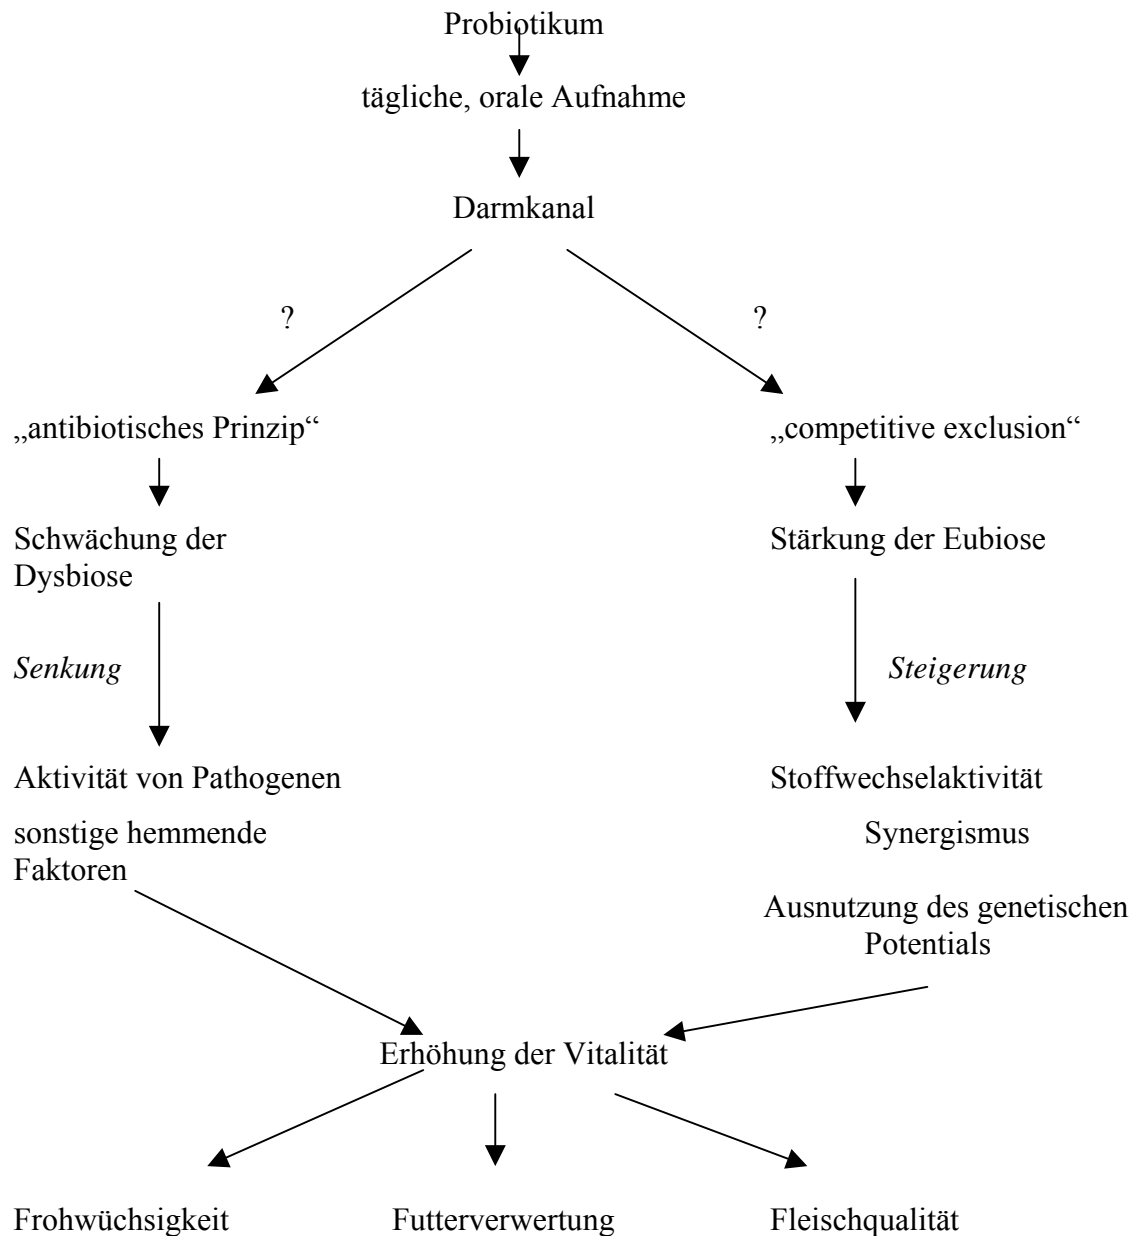 Probiotikum
tägliche, orale Aufnahme
Darmkanal
?
?
„antibiotisches Prinzip“
„competitive exclusion“
Schwächung der
Dysbiose
Stärkung der Eubiose
Senkung
Steigerung
Aktivität von Pathogenen
Stoffwechselaktivität
sonstige hemmende
Faktoren
Synergismus
Ausnutzung des genetischen
Potentials
Erhöhung der Vitalität
Frohwüchsigkeit
Futterverwertung
Fleischqualität